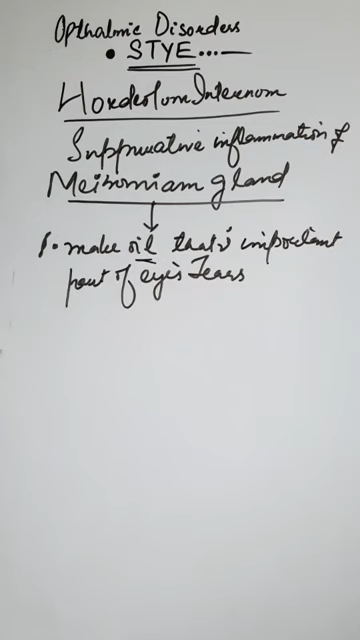 Opthalmic Disorders
• STYE...—
Hordeolum Internum
Suppurative inflammation of
Meibomian gland
1. make oil that's important
part of eye's Tears